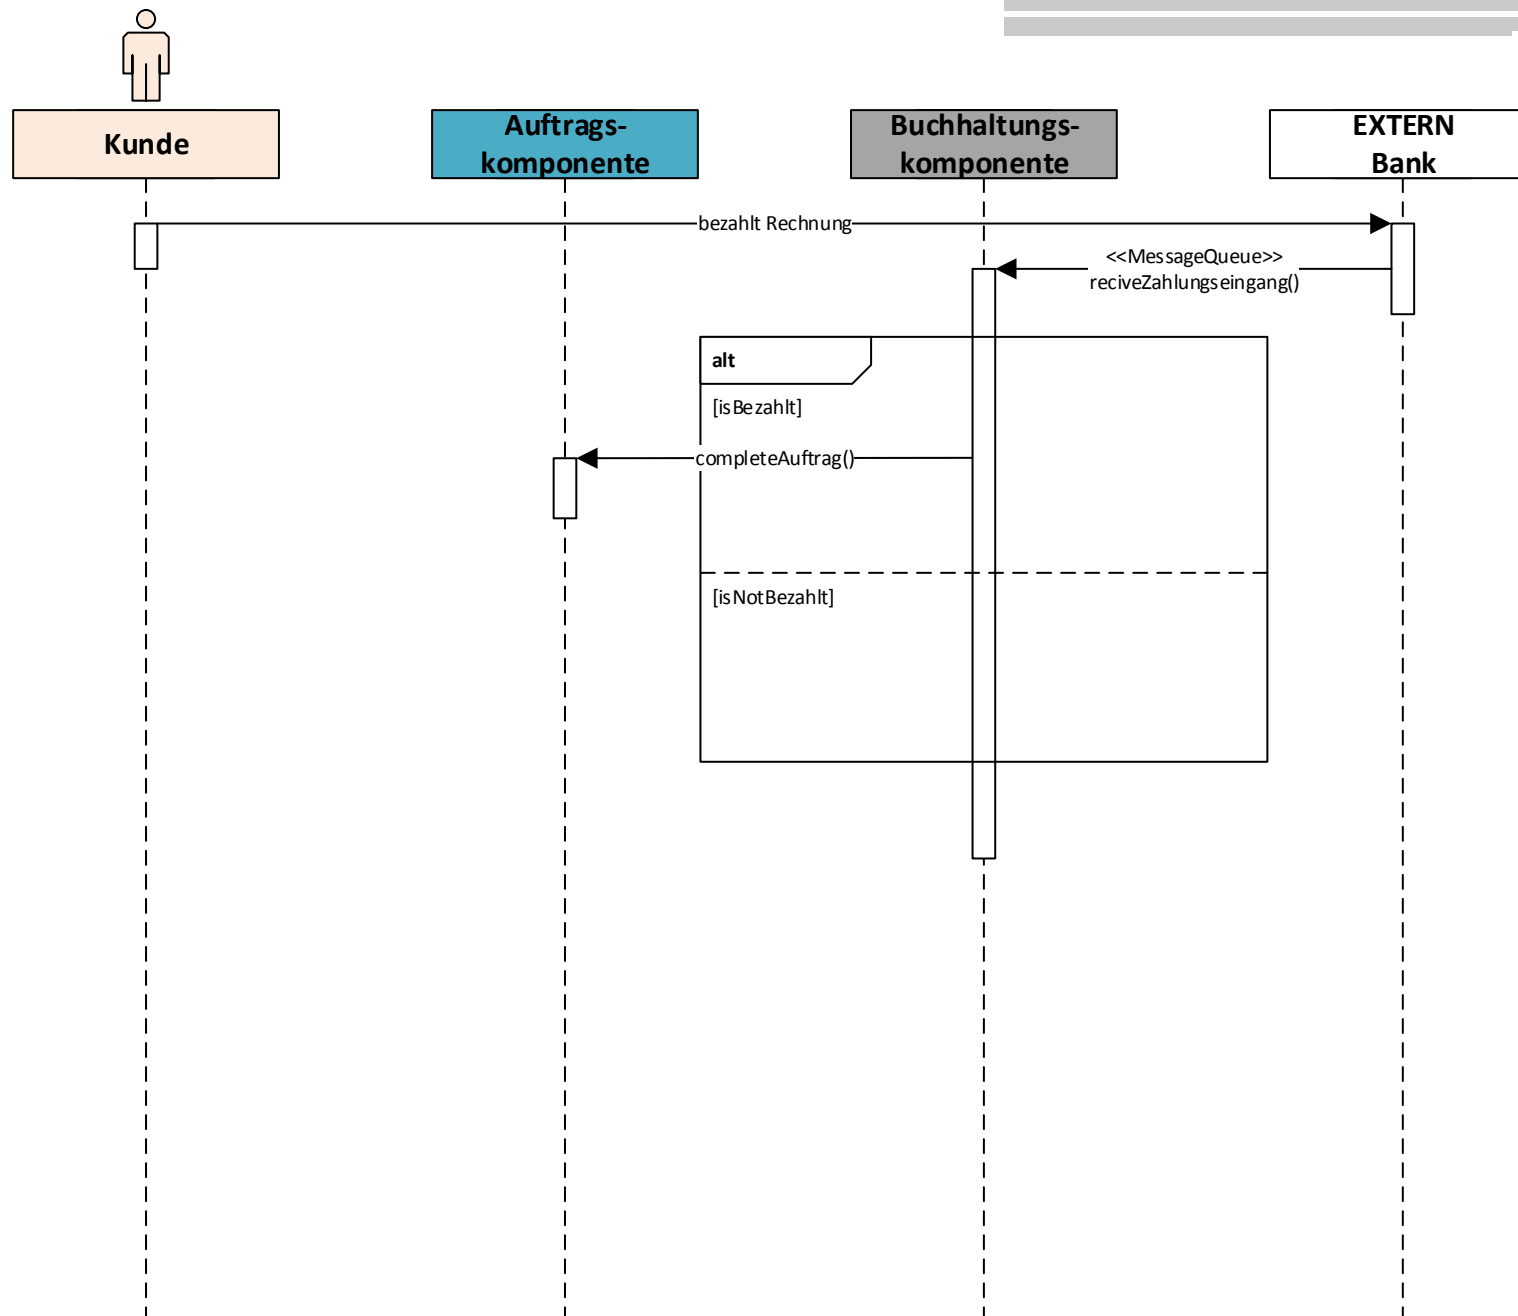 Kunde
Auftrags-
komponente
Buchhaltungs-
komponente
EXTERN
Bank
bezahlt Rechnung
<<MessageQueue>>
reciveZahlungseingang()
alt
[isBezahlt]
completeAuftrag()
[isNotBezahlt]